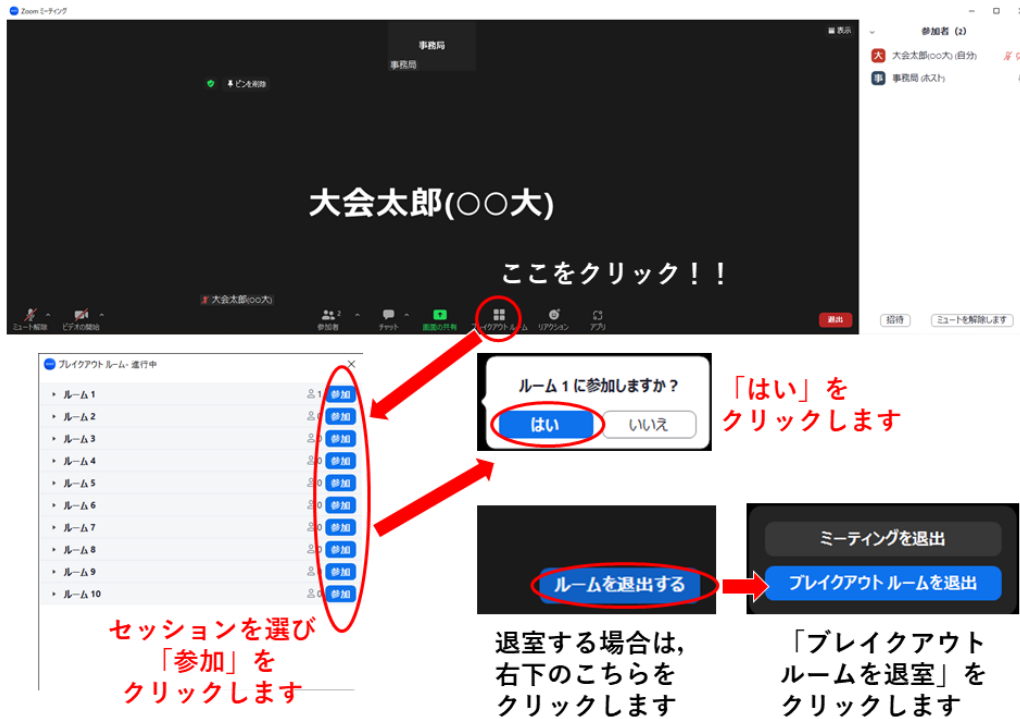 Zoom ミーティング
事務局
事務局
表示
ピンを削除
大会太郎(○○大)
ここをクリック！！
大会太郎(○○大)
ミュート解除
ビデオの開始
2
参加者
チャット
画面の共有
ブレイクアウト ルーム
リアクション
アプリ
退出
参加者 (2)
大 大会太郎(○○大) (自分)
事 事務局 (ホスト)
招待
ミュートを解除します
ブレイクアウト ルーム- 進行中
ルーム 1 1 参加
ルーム 2 0 参加
ルーム 3 0 参加
ルーム 4 0 参加
ルーム 5 0 参加
ルーム 6 0 参加
ルーム 7 0 参加
ルーム 8 0 参加
ルーム 9 参加
ルーム 10 0 参加
セッションを選び
「参加」を
クリックします
ルーム 1 に参加しますか？
はい
いいえ
「はい」を
クリックします
ルームを退出する
退室する場合は,
右下のこちらを
クリックします
ミーティングを退出
ブレイクアウト ルームを退出
「ブレイクアウト
ルームを退室」を
クリックします